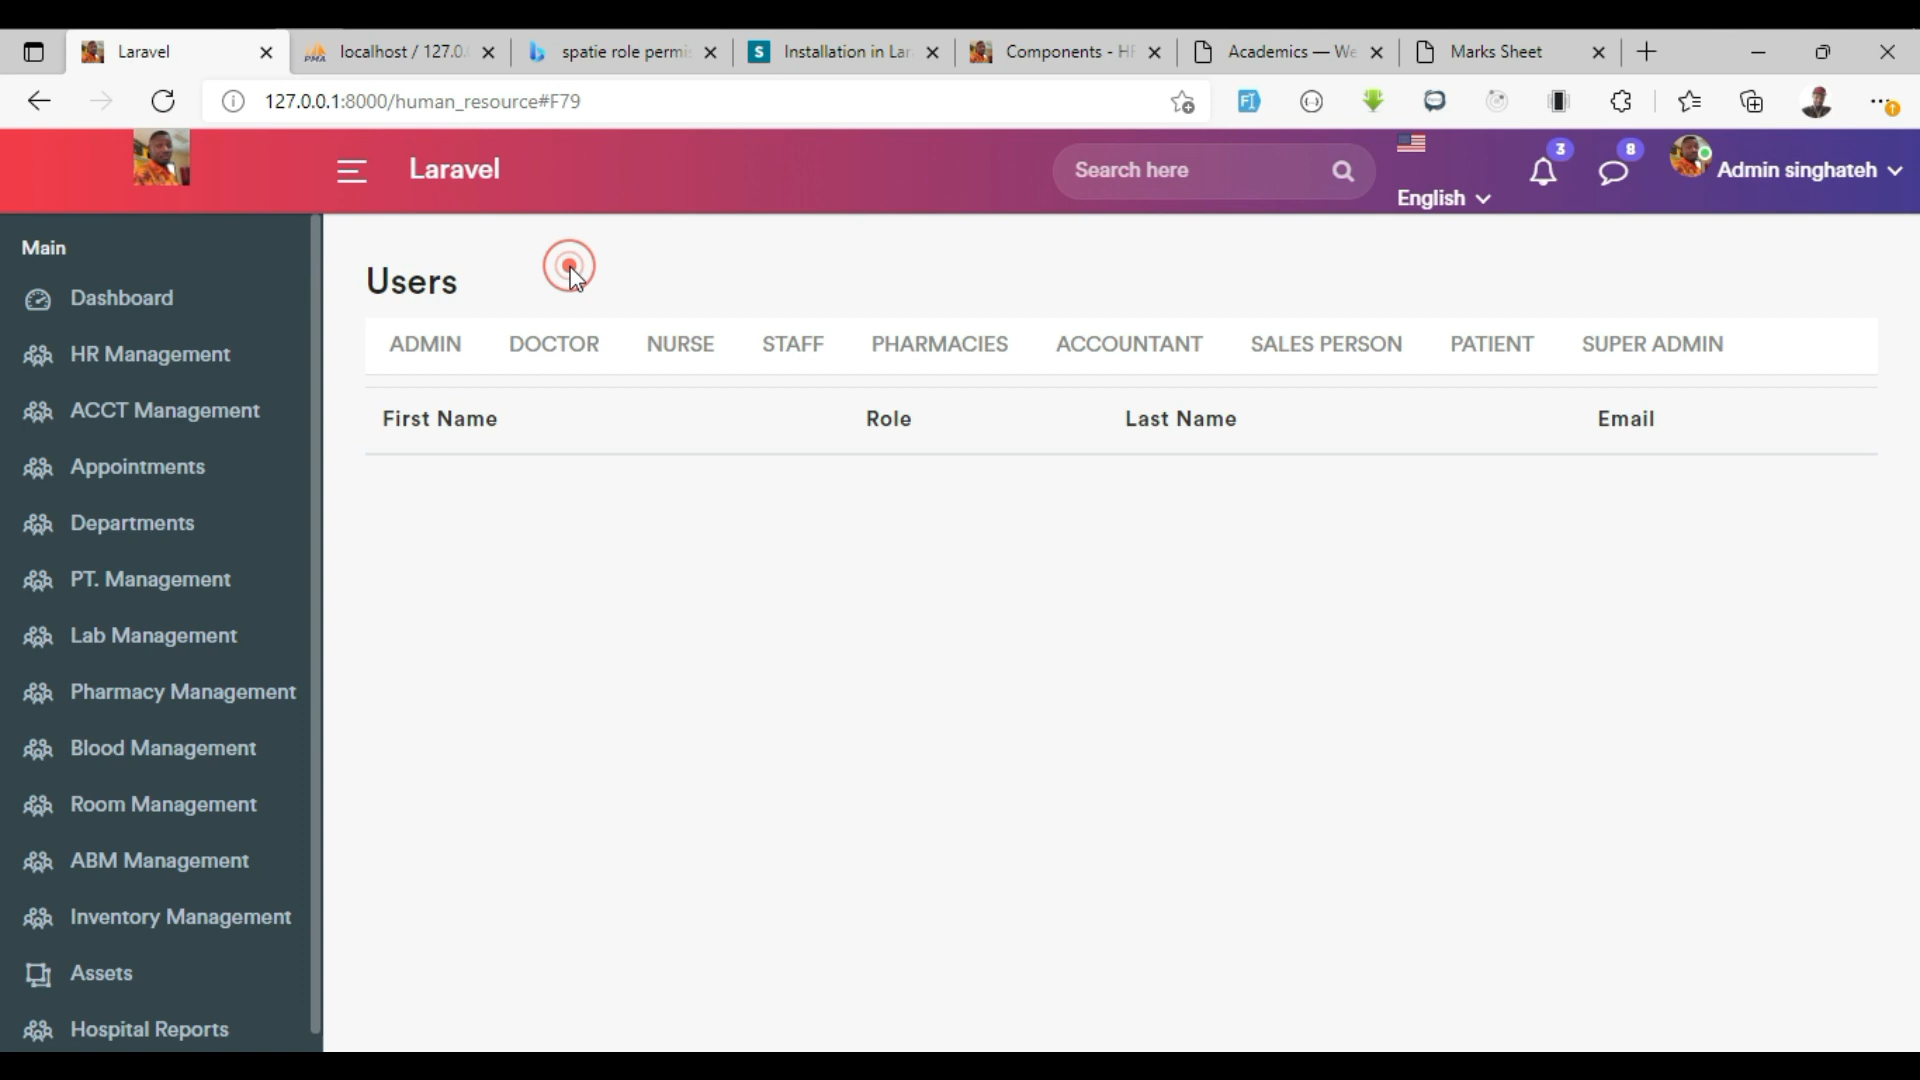 Laravel
localhost / 127.0.
spatie role permi
Installation in Lar
Components - H
Academics — We
Marks Sheet
127.0.0.1:8000/human_resource#F79
Laravel
Search here
English
3
8
Admin singhateh
Main
Dashboard
HR Management
ACCT Management
Appointments
Departments
PT. Management
Lab Management
Pharmacy Management
Blood Management
Room Management
ABM Management
Inventory Management
Assets
Hospital Reports
Users
ADMIN DOCTOR NURSE STAFF PHARMACIES ACCOUNTANT SALES PERSON PATIENT SUPER ADMIN
First Name Role Last Name Email